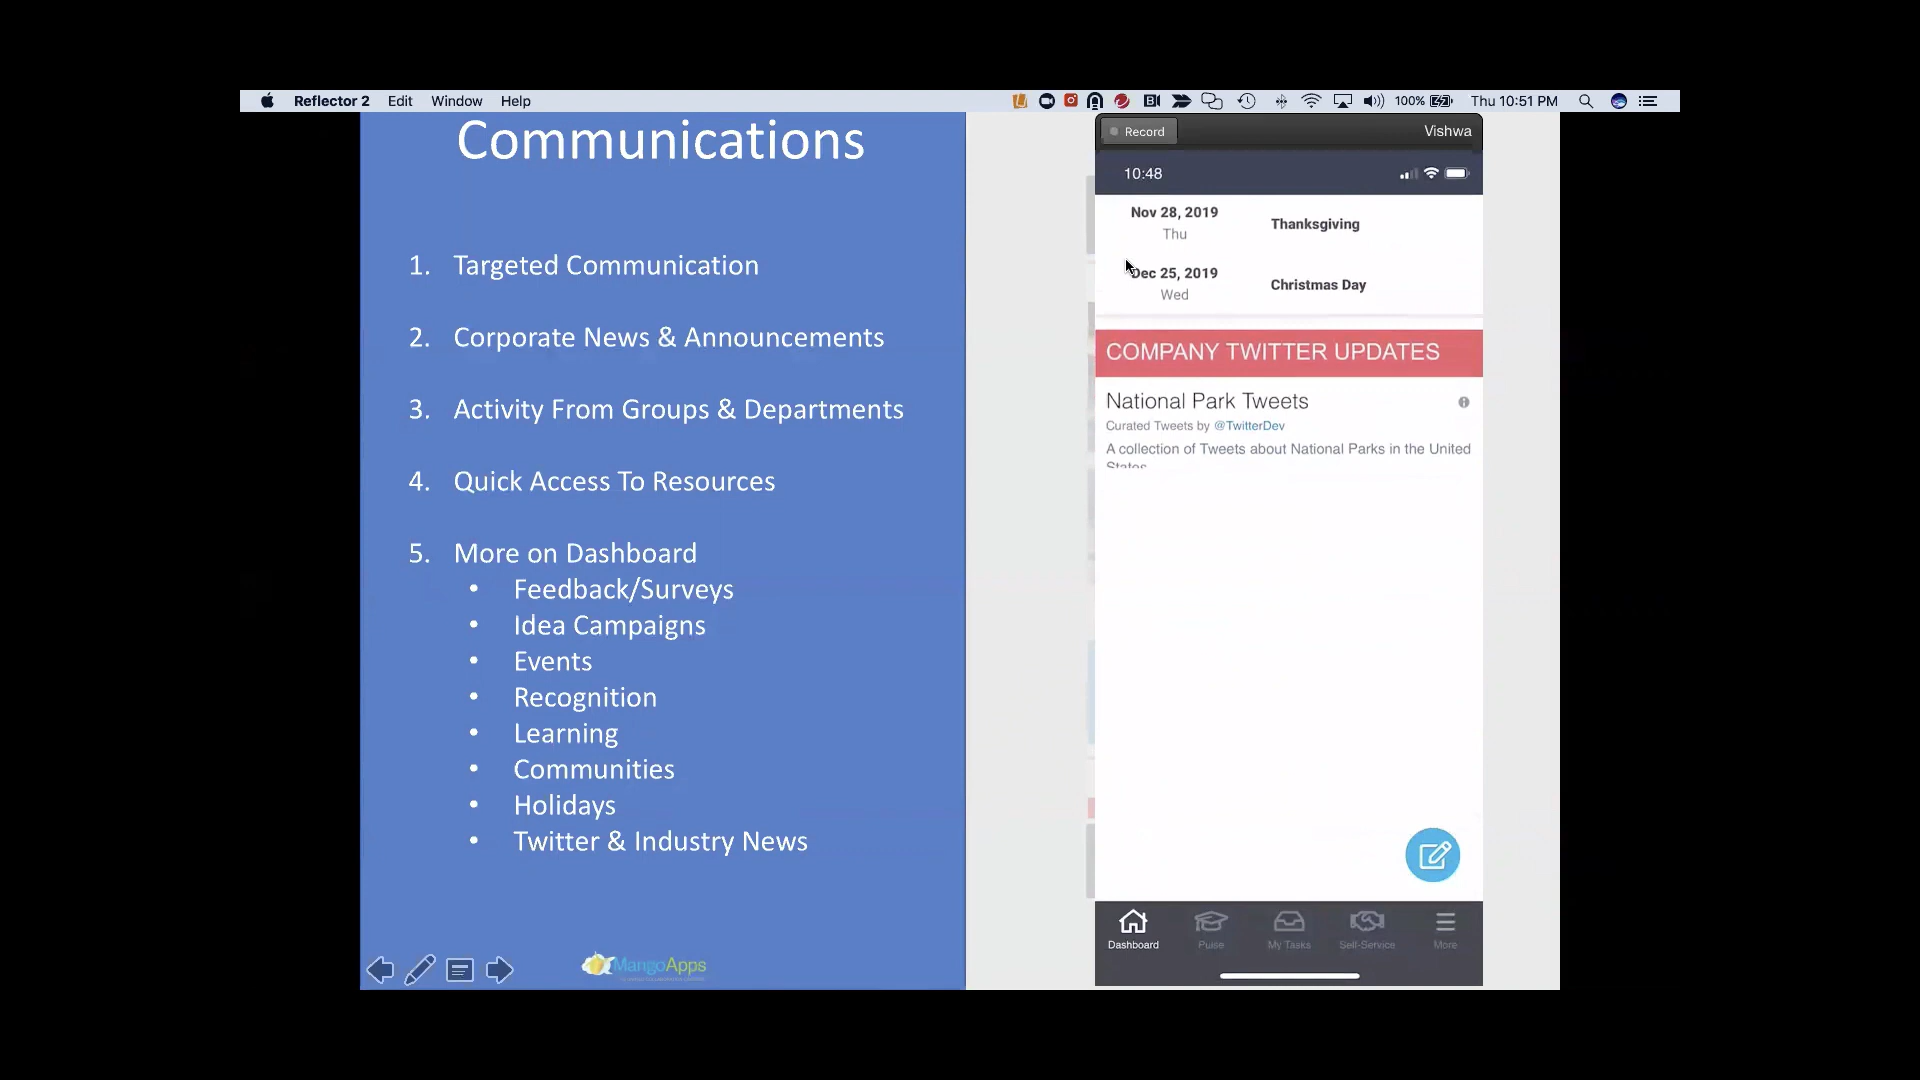 Reflector 2 Edit Window Help 100% Thu 10:51 PM
Communications
1. Targeted Communication
2. Corporate News & Announcements
3. Activity From Groups & Departments
4. Quick Access To Resources
5. More on Dashboard
• Feedback/Surveys
• Idea Campaigns
• Events
• Recognition
• Learning
• Communities
• Holidays
• Twitter & Industry News
MangoApps
Record Vishwa
10:48
Nov 28, 2019 Thanksgiving
Thu
Dec 25, 2019 Christmas Day
Wed
COMPANY TWITTER UPDATES
National Park Tweets
Curated Tweets by @TwitterDev
A collection of Tweets about National Parks in the United
States
Dashboard Pulse My Tasks Self-Service More